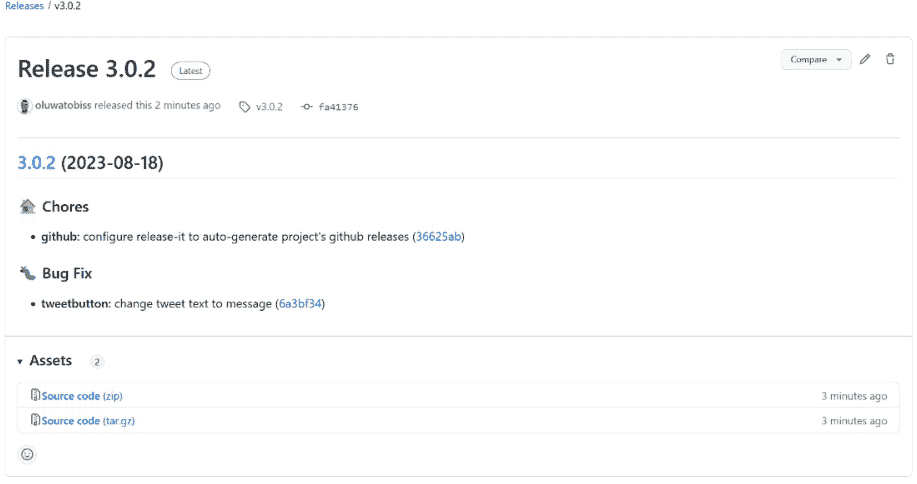 Releases / v3.0.2
Release 3.0.2 Latest Compare
oluwatobiss released this 2 minutes ago v3.0.2 fa41376
3.0.2 (2023-08-18)
Chores
github: configure release-it to auto-generate project's github releases (36625ab)
Bug Fix
tweetbutton: change tweet text to message (6a3bf34)
Assets 2
Source code (zip) 3 minutes ago
Source code (tar.gz) 3 minutes ago